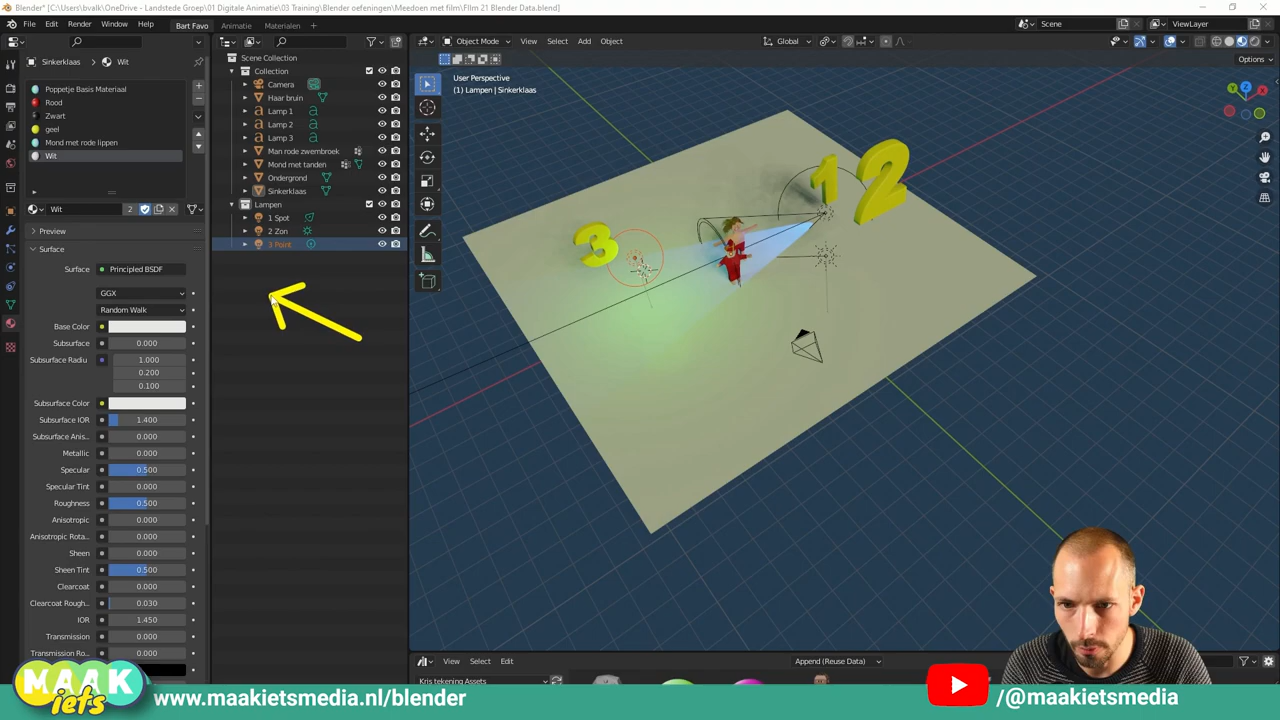 Blender* [C:\Users\bvalk\OneDrive - Landstede Groep\01 Digitale Animatie\03 Training\Blender oefeningen\Meedoen met film\FIlm 21 Blender Data.blend]
File Edit Render Window Help Bart Favo Animatie Materialen Scene ViewLayer
Object Mode View Select Add Object Global
Options
Sinkerklaas Wit
Poppetje Basis Materiaal
Rood
Zwart
geel
Mond met rode lippen
Wit
Wit 2
Preview
Surface
Surface Principled BSDF
GGX
Random Walk
Base Color
Subsurface 0.000
Subsurface Radiu 1.000
0.200
0.100
Subsurface Color
Subsurface IOR 1.400
Subsurface Anis.. 0.000
Metallic 0.000
Specular 0.500
Specular Tint 0.000
Roughness 0.500
Anisotropic 0.000
Anisotropic Rota.. 0.000
Sheen 0.000
Sheen Tint 0.500
Clearcoat 0.000
Clearcoat Rough.. 0.030
IOR 1.450
Transmission 0.000
Transmission Ro.. 0.000
Scene Collection
Collection
Camera
Haar bruin
Lamp 1
Lamp 2
Lamp 3
Man rode zwembroek
Mond met tanden
Ondergrond
Sinkerklaas
Lampen
1 Spot
2 Zon
3 Point
User Perspective
(1) Lampen | Sinkerklaas
1 2
3
Y Z X
View Select Edit Append (Reuse Data)
Kris tekening Assets
MAAK
iets
www.maakietsmedia.nl/blender
/@maakietsmedia